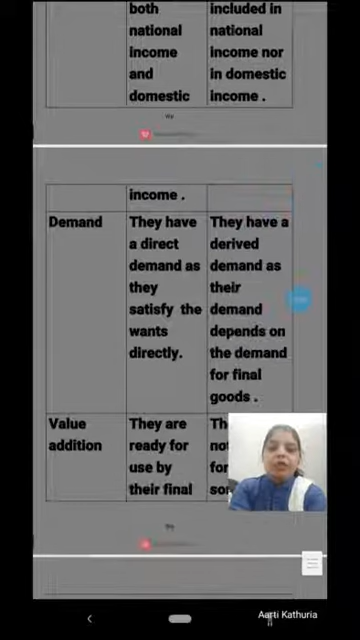 both
national
income
and
domestic
included in
national
income nor
in domestic
income .
income .
Demand
They have
a direct
demand as
they
satisfy the
wants
directly.
They have a
derived
demand as
their
demand
depends on
the demand
for final
goods .
Value
addition
They are
ready for
use by
their final
Aarti Kathuria